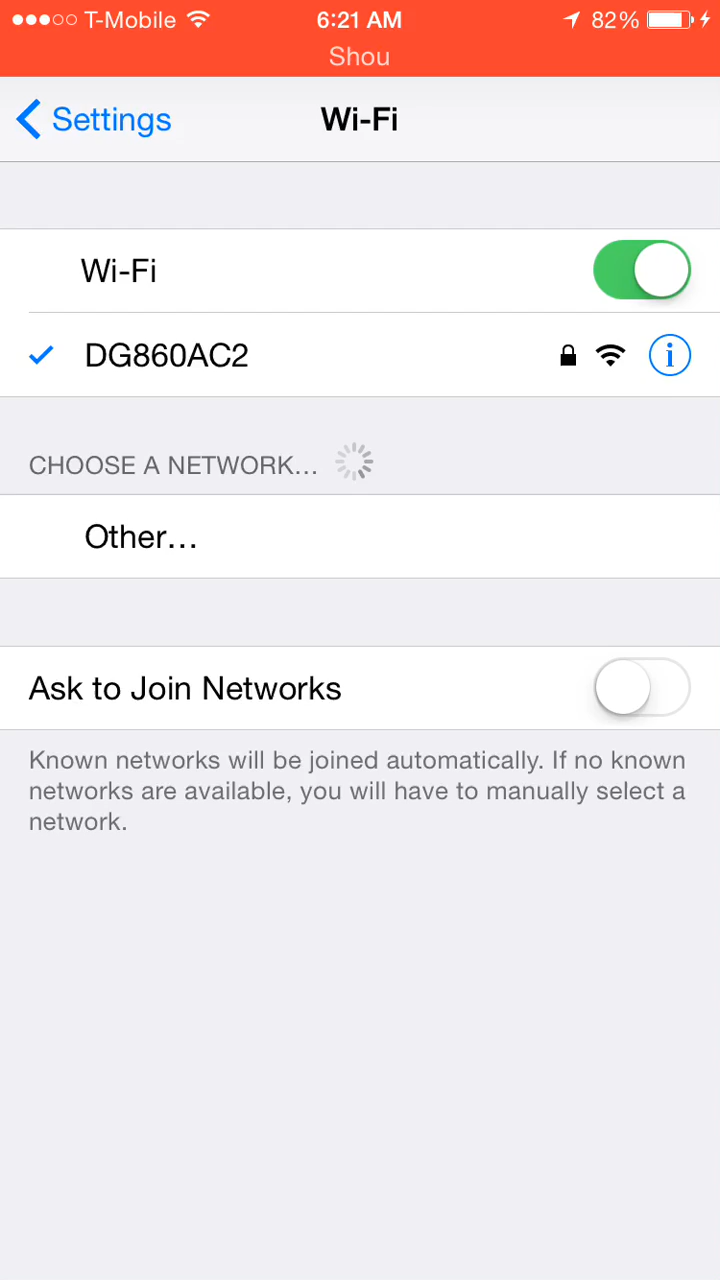 T-Mobile 6:21 AM 82%
Shou
Settings Wi-Fi
Wi-Fi
DG860AC2
CHOOSE A NETWORK...
Other...
Ask to Join Networks
Known networks will be joined automatically. If no known
networks are available, you will have to manually select a
network.